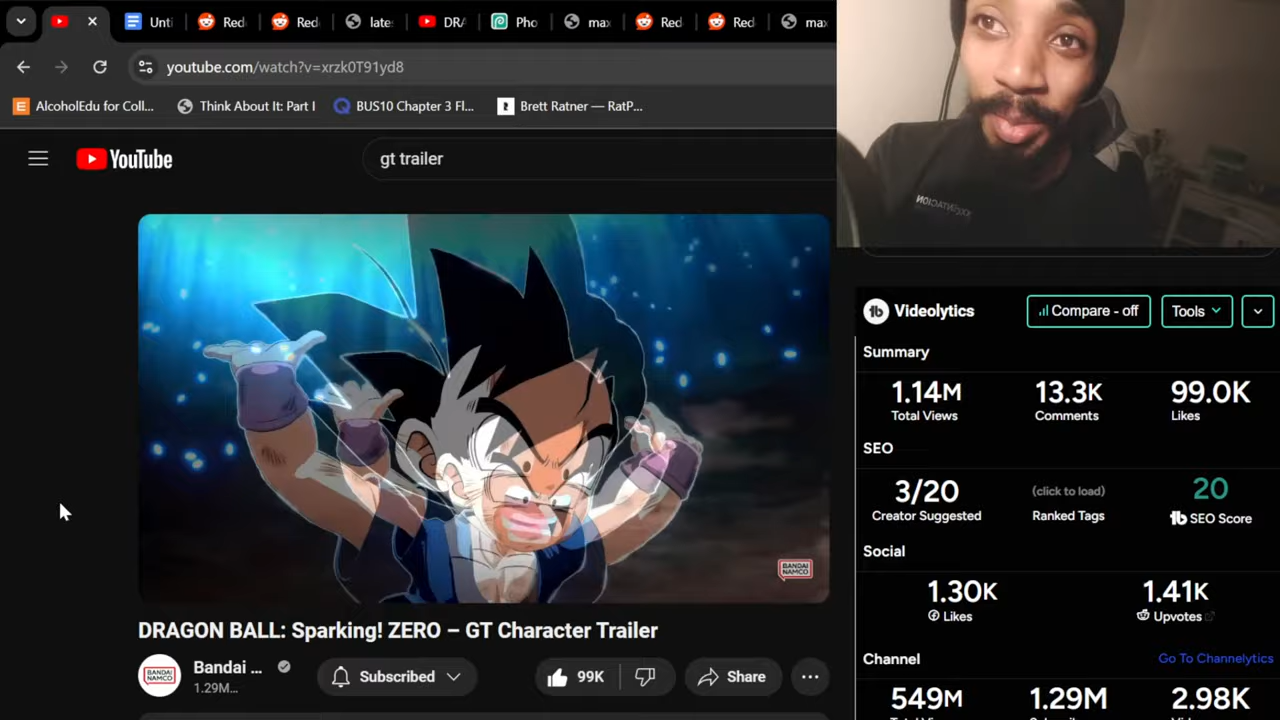 Unti
Red
Red
late
DRA
Pho
ma
Red
Red
ma
youtube.com/watch?v=xrzk0T91yd8
AlcoholEdu for Coll...
Think About It: Part I
BUS10 Chapter 3 Fl...
Brett Ratner — RatP...
YouTube
gt trailer
BANDAI NAMCO
DRAGON BALL: Sparking! ZERO – GT Character Trailer
BANDAI NAMCO
Bandai ...
1.29M...
Subscribed
99K
Share
Videolytics
Compare - off
Tools
Summary
1.14M 13.3K 99.0K
Total Views Comments Likes
SEO
3/20 (click to load) 20
Creator Suggested Ranked Tags SEO Score
Social
1.30K 1.41K
Likes Upvotes
Channel Go To Channelytics
549M 1.29M 2.98K